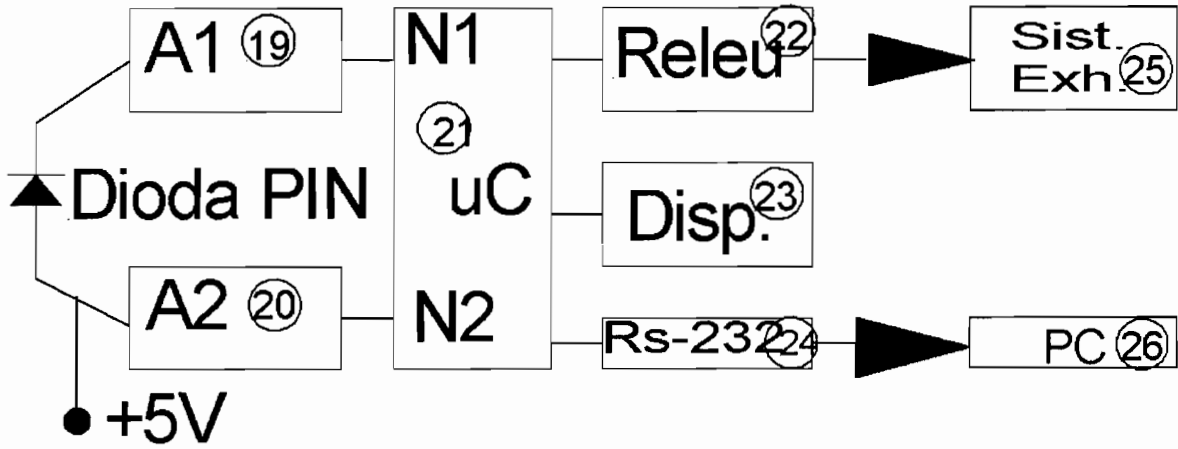 A1 19
N1
Releu 22
Sist.
Exh. 25
21
Dioda PIN
uC
Disp. 23
A2 20
N2
Rs-232 24
PC 26
+5V